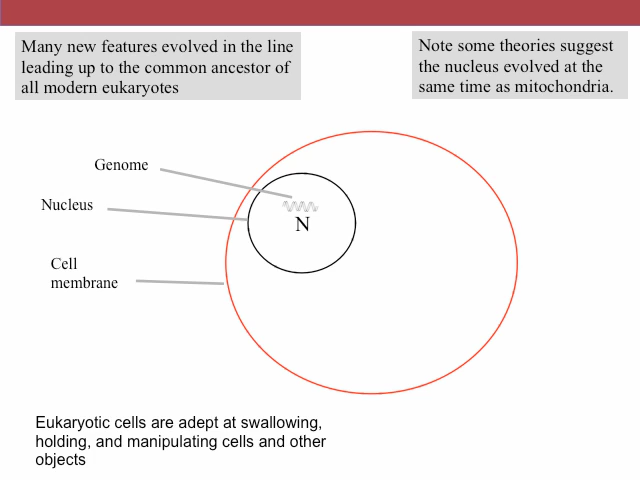 Many new features evolved in the line
leading up to the common ancestor of
all modern eukaryotes
Note some theories suggest
the nucleus evolved at the
same time as mitochondria.
Genome
Nucleus
N
Cell
membrane
Eukaryotic cells are adept at swallowing,
holding, and manipulating cells and other
objects